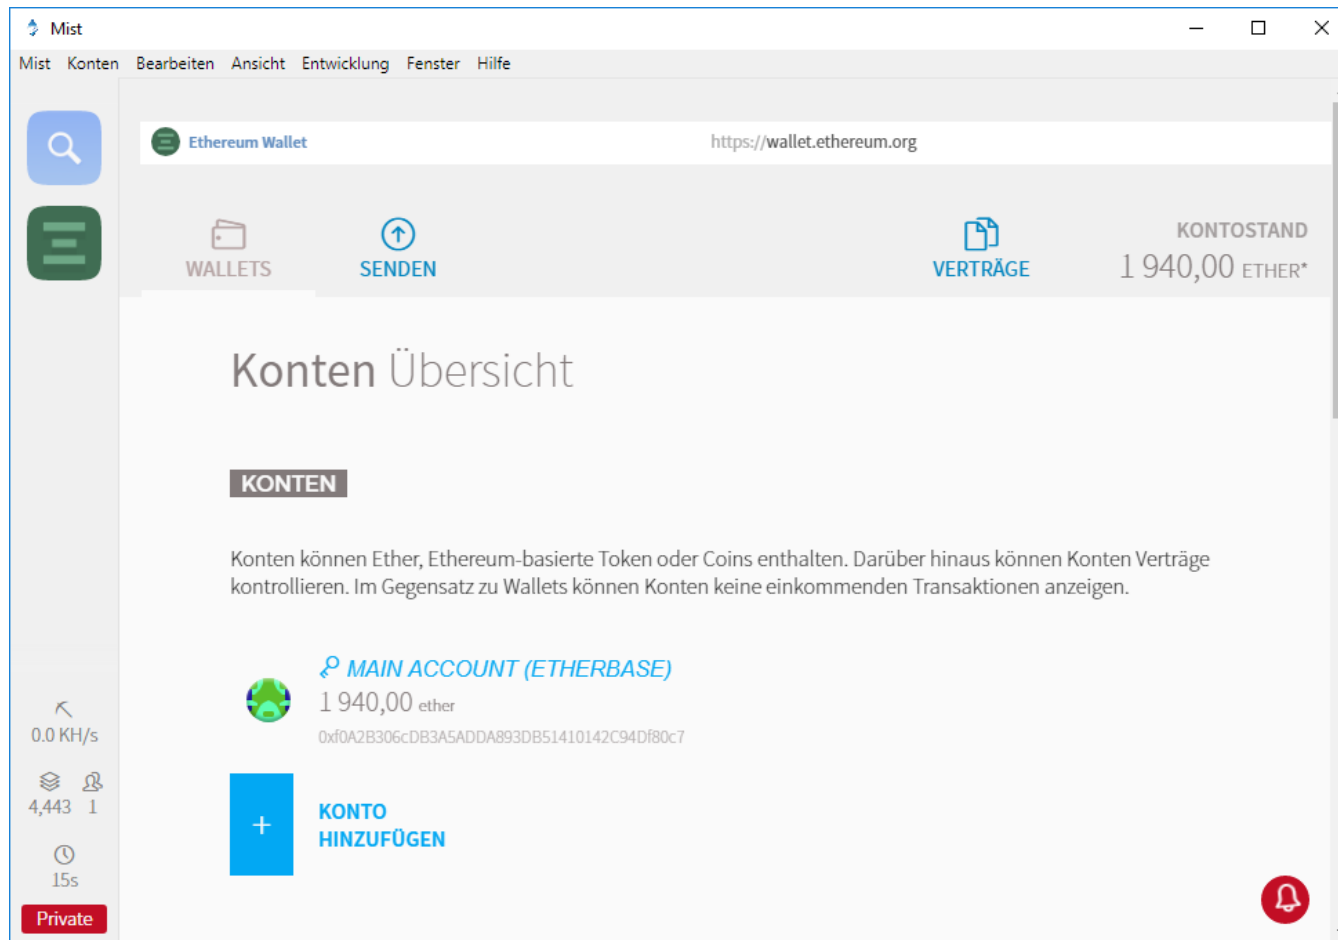 Mist
Mist Konten Bearbeiten Ansicht Entwicklung Fenster Hilfe
Ethereum Wallet https://wallet.ethereum.org
WALLETS SENDEN VERTRÄGE KONTOSTAND
1 940,00 ETHER*
Konten Übersicht
KONTEN
Konten können Ether, Ethereum-basierte Token oder Coins enthalten. Darüber hinaus können Konten Verträge
kontrollieren. Im Gegensatz zu Wallets können Konten keine einkommenden Transaktionen anzeigen.
MAIN ACCOUNT (ETHERBASE)
1 940,00 ether
0xf0A2B306cDB3A5ADDA893DB51410142C94Df80c7
KONTO
HINZUFÜGEN
0.0 KH/s
4,443 1
15s
Private